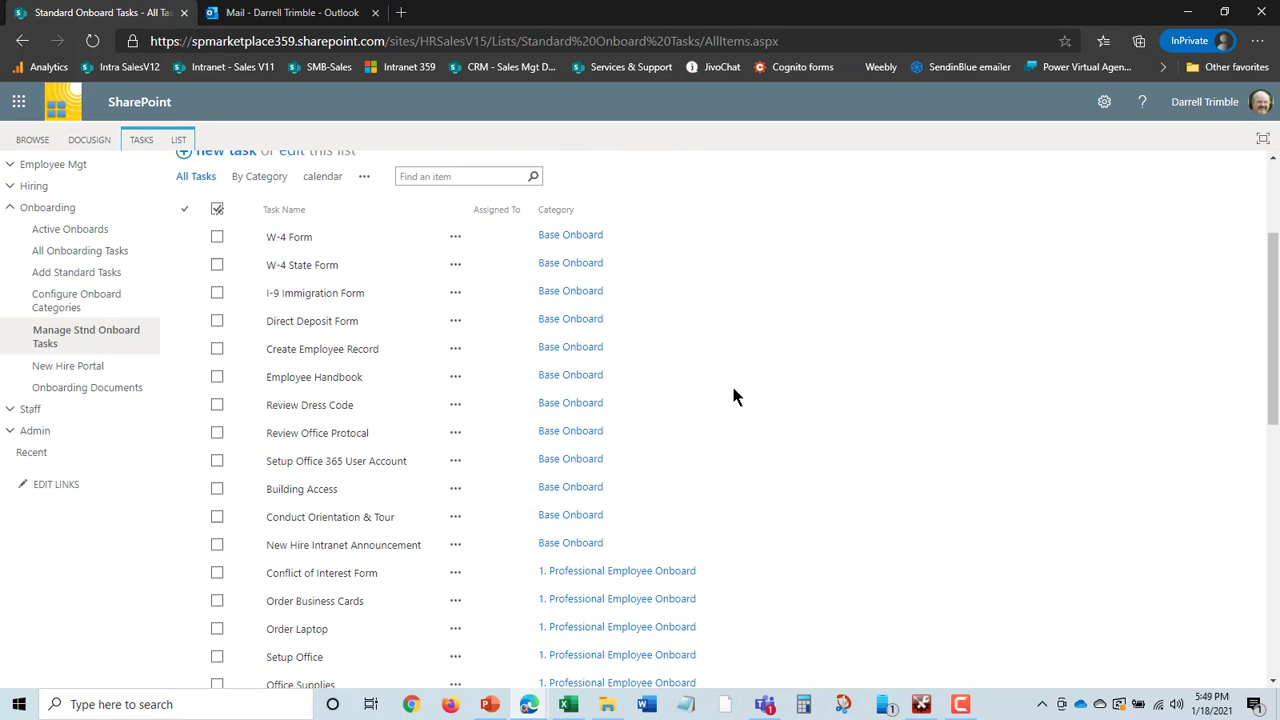 Standard Onboard Tasks - All Tas
Mail - Darrell Trimble - Outlook
https://spmarketplace359.sharepoint.com/sites/HRSalesV15/Lists/Standard%20Onboard%20Tasks/AllItems.aspx
InPrivate
Analytics
Intra SalesV12
Intranet - Sales V11
SMB-Sales
Intranet 359
CRM - Sales Mgt D...
Services & Support
JivoChat
Cognito forms
Weebly
SendinBlue emailer
Power Virtual Agen...
Other favorites
SharePoint
Darrell Trimble
BROWSE
DOCUSIGN
TASKS
LIST
Employee Mgt
Hiring
Onboarding
Active Onboards
All Onboarding Tasks
Add Standard Tasks
Configure Onboard
Categories
Manage Stnd Onboard
Tasks
New Hire Portal
Onboarding Documents
Staff
Admin
Recent
EDIT LINKS
new task or edit this list
All Tasks
By Category
calendar
Find an item
Task Name
Assigned To
Category
W-4 Form
Base Onboard
W-4 State Form
Base Onboard
I-9 Immigration Form
Base Onboard
Direct Deposit Form
Base Onboard
Create Employee Record
Base Onboard
Employee Handbook
Base Onboard
Review Dress Code
Base Onboard
Review Office Protocal
Base Onboard
Setup Office 365 User Account
Base Onboard
Building Access
Base Onboard
Conduct Orientation & Tour
Base Onboard
New Hire Intranet Announcement
Base Onboard
Conflict of Interest Form
1. Professional Employee Onboard
Order Business Cards
1. Professional Employee Onboard
Order Laptop
1. Professional Employee Onboard
Setup Office
1. Professional Employee Onboard
Office Supplies
1. Professional Employee Onboard
Type here to search
5:49 PM
1/18/2021